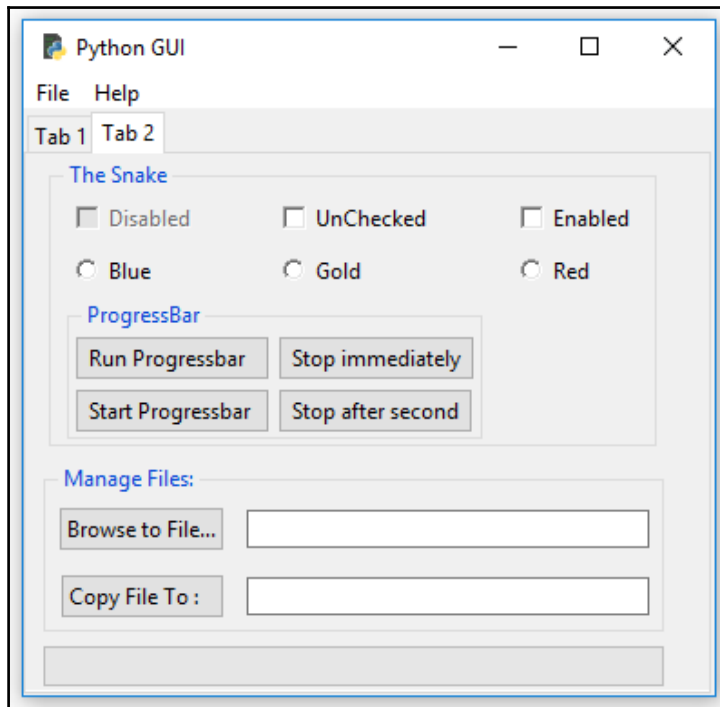 Python GUI
File Help
Tab 1 Tab 2
The Snake
Disabled UnChecked Enabled
Blue Gold Red
ProgressBar
Run Progressbar Stop immediately
Start Progressbar Stop after second
Manage Files:
Browse to File...
Copy File To :